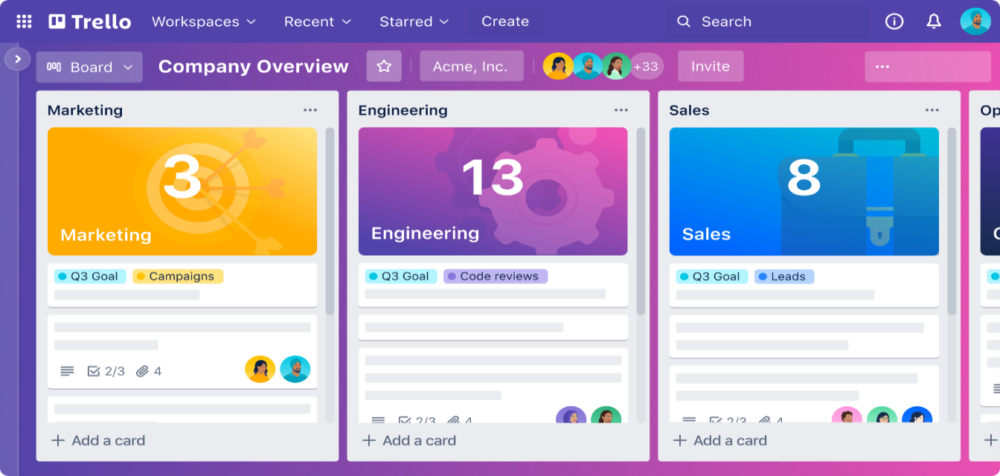 Trello Workspaces Recent Starred Create Search
Board Company Overview Acme, Inc. +33 Invite
Marketing
3
Marketing
Q3 Goal Campaigns
2/3 4
Add a card
Engineering
13
Engineering
Q3 Goal Code reviews
2/3 4
Add a card
Sales
8
Sales
Q3 Goal Leads
2/3 4
Add a card